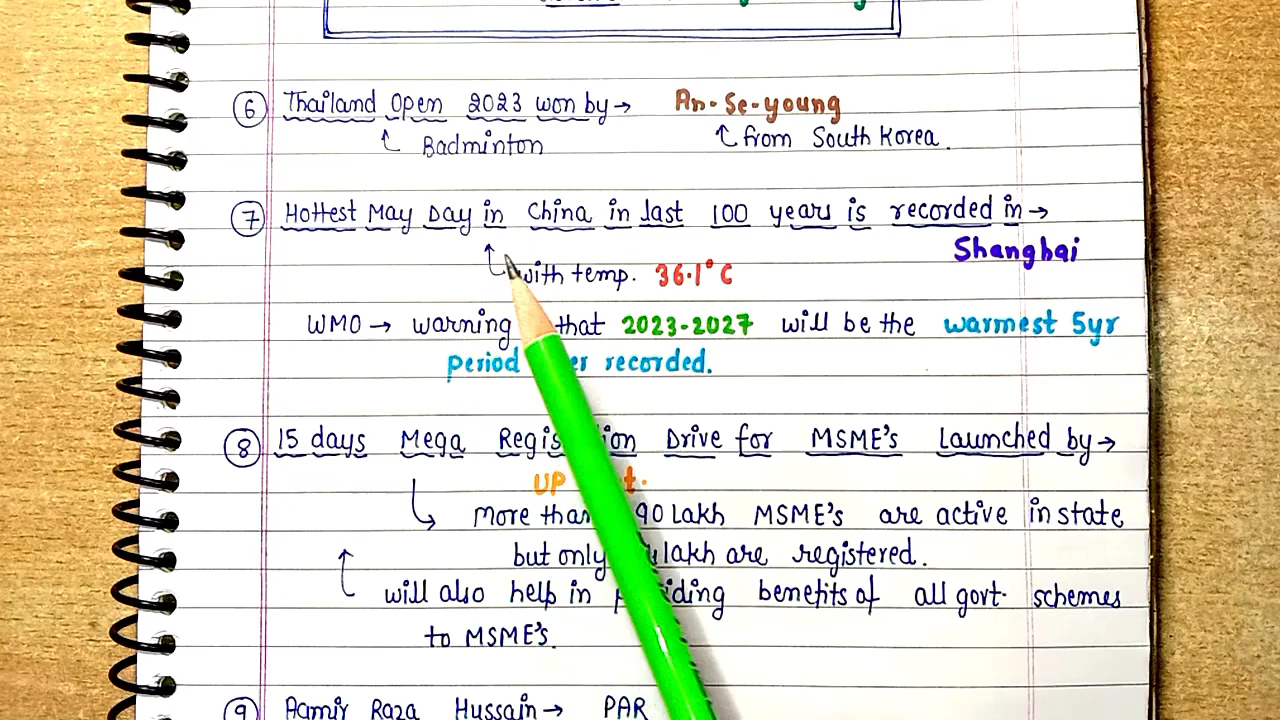 6 Thailand Open 2023 won by → An-Se-young
Badminton
from South Korea.
7 Hottest May Day in China in last 100 years is recorded in →
Shanghai
with temp. 36.1°C
WMO → warning that 2023-2027 will be the warmest 5yr
period recorded.
8 15 days Mega Drive for MSME's Launched by →
UP
More than 90 Lakh MSME's are active in state
but only lakh are registered.
will also help in benefits of all govt. schemes
to MSME's.
9 Aamir Raza Hussain → PAR